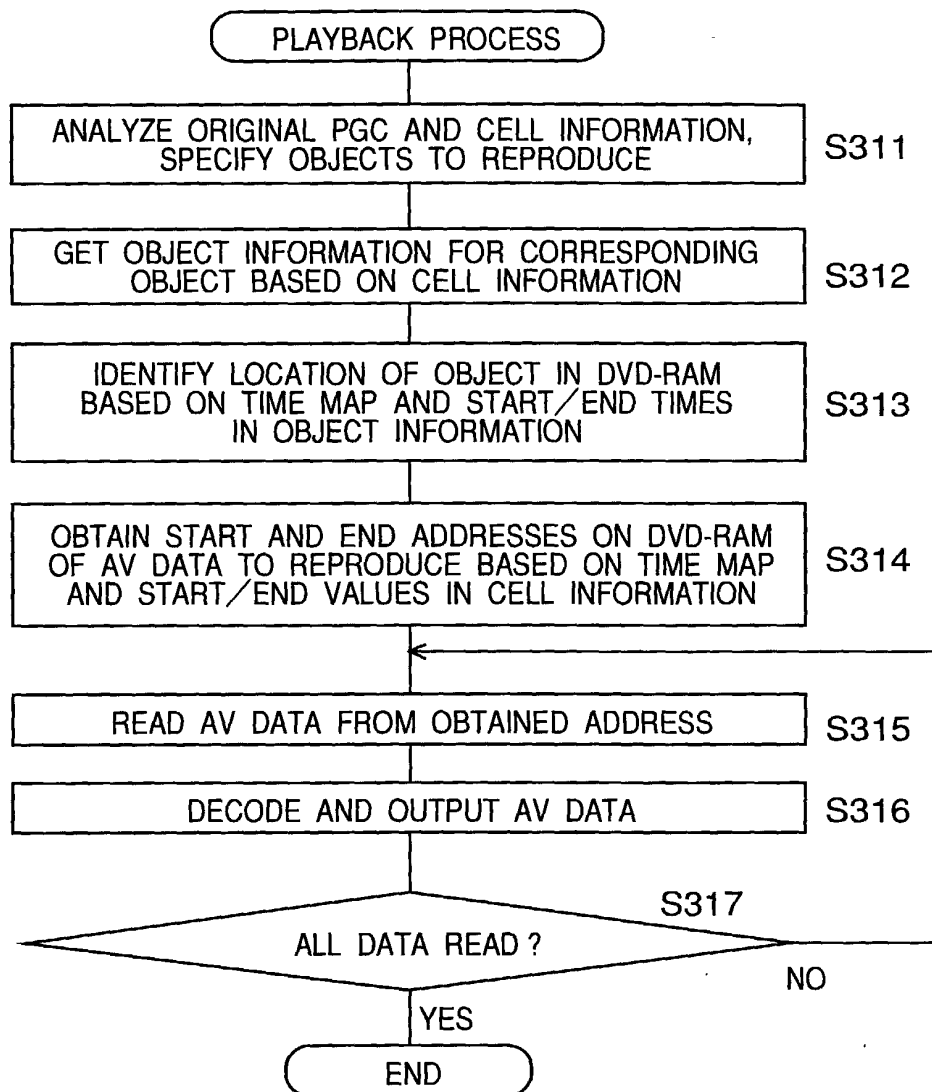 PLAYBACK PROCESS
ANALYZE ORIGINAL PGC AND CELL INFORMATION,
SPECIFY OBJECTS TO REPRODUCE
S311
GET OBJECT INFORMATION FOR CORRESPONDING
OBJECT BASED ON CELL INFORMATION
S312
IDENTIFY LOCATION OF OBJECT IN DVD-RAM
BASED ON TIME MAP AND START/END TIMES
IN OBJECT INFORMATION
S313
OBTAIN START AND END ADDRESSES ON DVD-RAM
OF AV DATA TO REPRODUCE BASED ON TIME MAP
AND START/END VALUES IN CELL INFORMATION
S314
READ AV DATA FROM OBTAINED ADDRESS
S315
DECODE AND OUTPUT AV DATA
S316
S317
ALL DATA READ ?
NO
YES
END